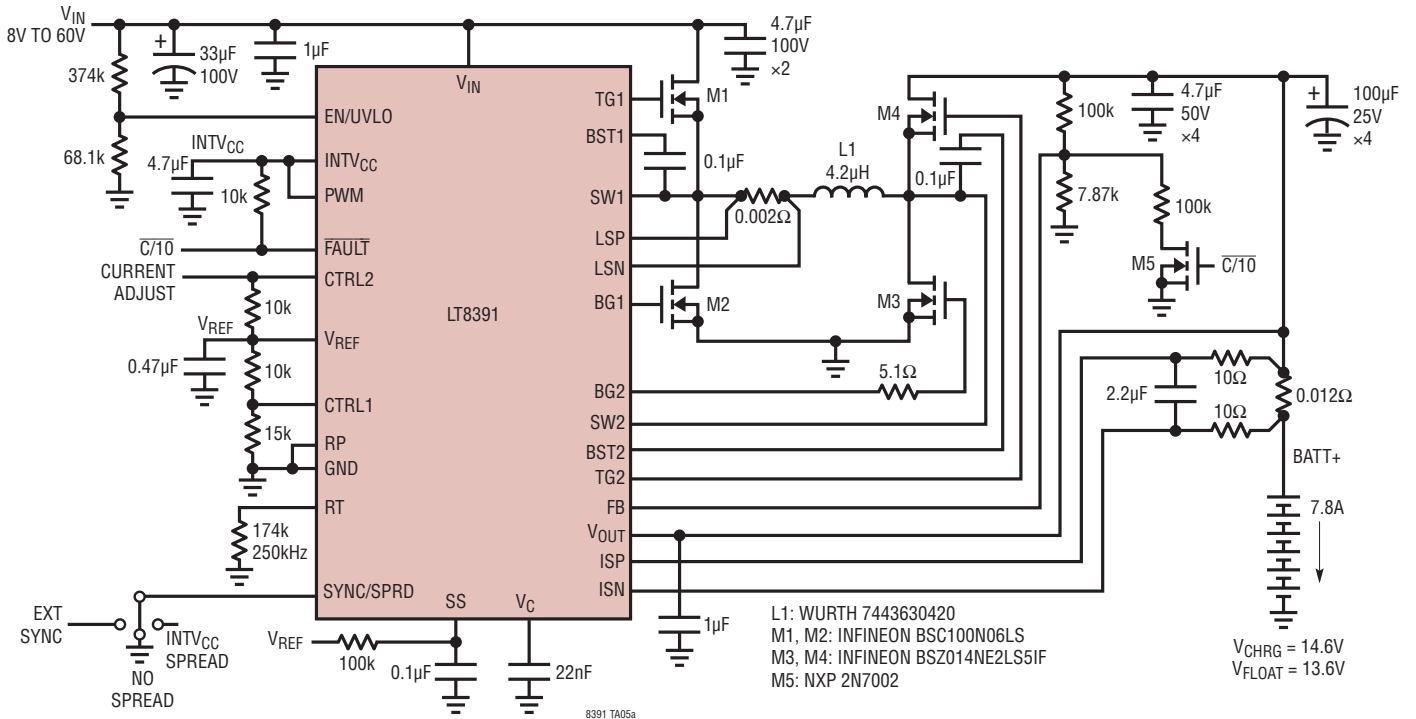 VIN
8V TO 60V
374k
33µF
100V
1µF
4.7µF
100V
×2
68.1k
INTVCC
4.7µF
10k
C/10
CURRENT
ADJUST
10k
VREF
0.47µF
10k
15k
174k
250kHz
EXT
SYNC
INTVCC
SPREAD
NO
SPREAD
VREF
100k
0.1µF
22nF
VIN
EN/UVLO
INTVCC
PWM
FAULT
CTRL2
VREF
CTRL1
RP
GND
RT
SYNC/SPRD
SS
VC
LT8391
TG1
BST1
SW1
LSP
LSN
BG1
BG2
SW2
BST2
TG2
FB
VOUT
ISP
ISN
M1
0.1µF
0.002Ω
M2
L1
4.2µH
M4
0.1µF
M3
5.1Ω
100k
7.87k
4.7µF
50V
×4
100µF
25V
×4
100k
M5
C/10
2.2µF
10Ω
10Ω
0.012Ω
BATT+
7.8A
1µF
L1: WURTH 7443630420
M1, M2: INFINEON BSC100N06LS
M3, M4: INFINEON BSZ014NE2LS5IF
M5: NXP 2N7002
VCHRG = 14.6V
VFLOAT = 13.6V
8391 TA05a